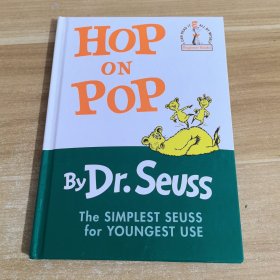 HOP
ON
POP
By Dr. Seuss
The SIMPLEST SEUSS
for YOUNGEST USE